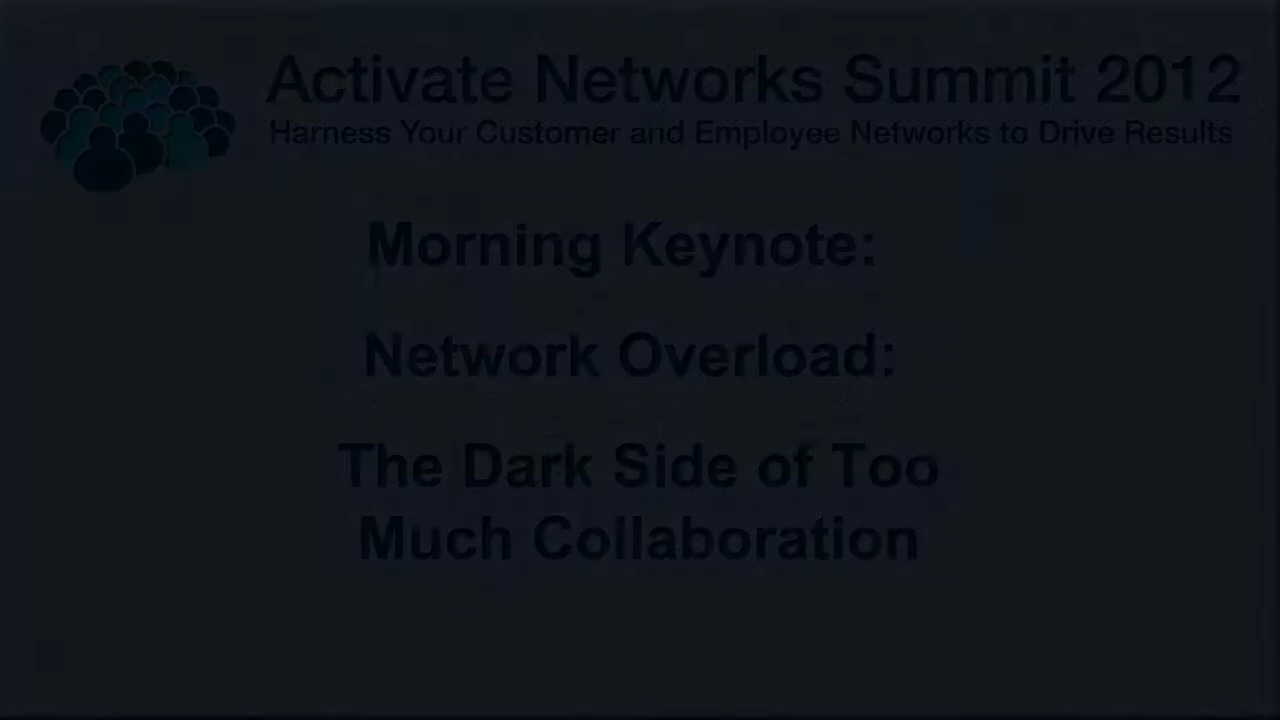 Activate Networks Summit 2012
Harness Your Customer and Employee Networks to Drive Results
Morning Keynote:
Network Overload:
The Dark Side of Too
Much Collaboration